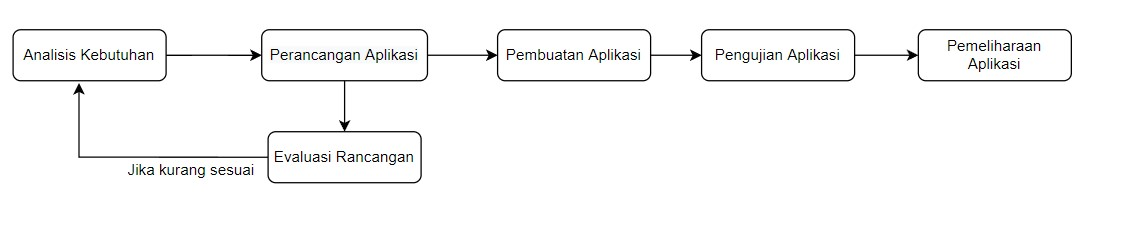 Analisis Kebutuhan
Perancangan Aplikasi
Pembuatan Aplikasi
Pengujian Aplikasi
Pemeliharaan
Aplikasi
Evaluasi Rancangan
Jika kurang sesuai